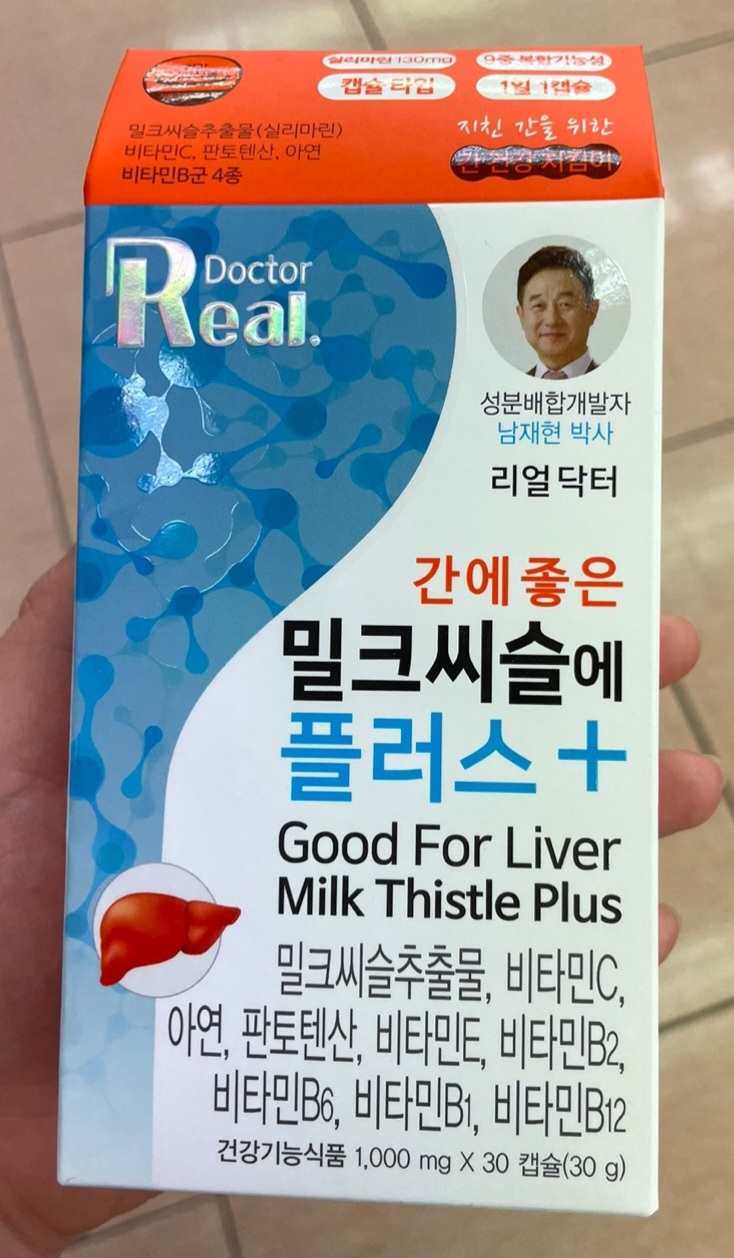 실리마린 130mg
9중 복합기능성
캡슐 타입
1일 1캡슐
밀크씨슬추출물(실리마린)
비타민C, 판토텐산, 아연
비타민B군 4종
지친 간을 위한
간 건강 지킴이
Doctor
Real.
성분배합개발자
남재현 박사
리얼닥터
간에 좋은
밀크씨슬에
플러스+
Good For Liver
Milk Thistle Plus
밀크씨슬추출물, 비타민C,
아연, 판토텐산, 비타민E, 비타민B2,
비타민B6, 비타민B1, 비타민B12
건강기능식품 1,000 mg X 30 캡슐(30 g)